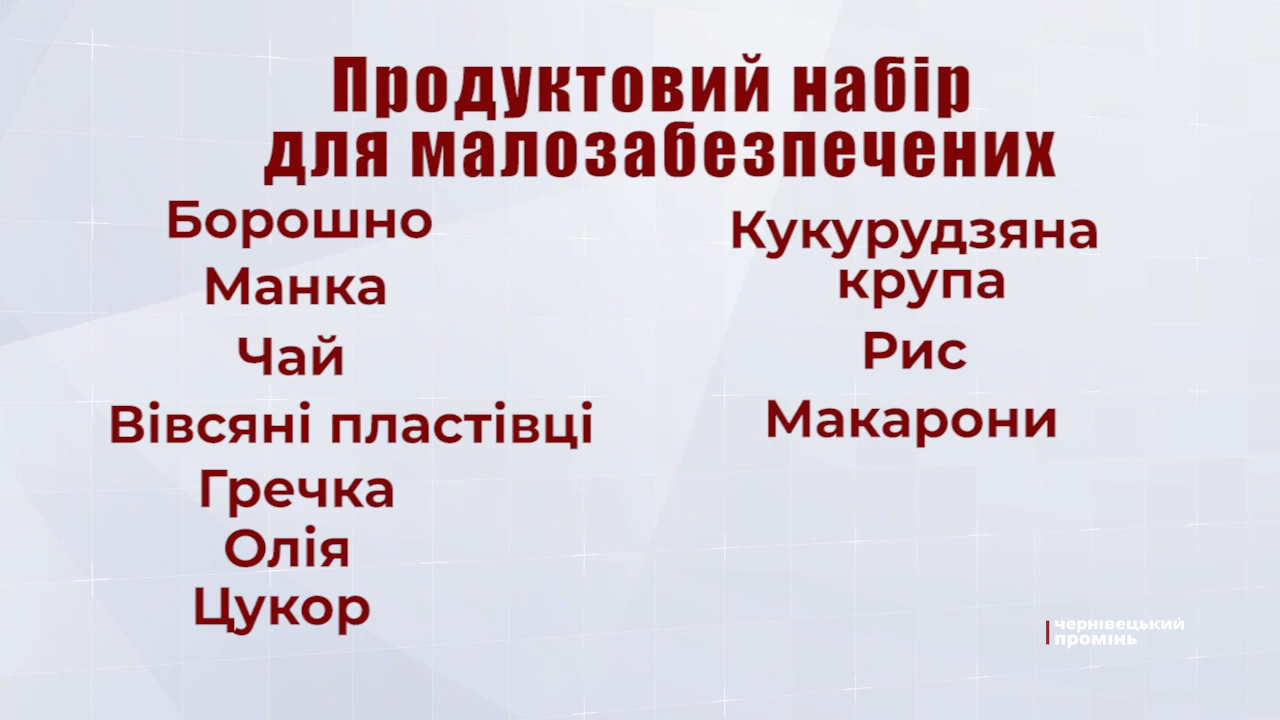 Продуктовий набір
для малозабезпечених
Борошно
Манка
Чай
Вівсяні пластівці
Гречка
Олія
Цукор
Кукурудзяна
крупа
Рис
Макарони
чернівецький
промінь